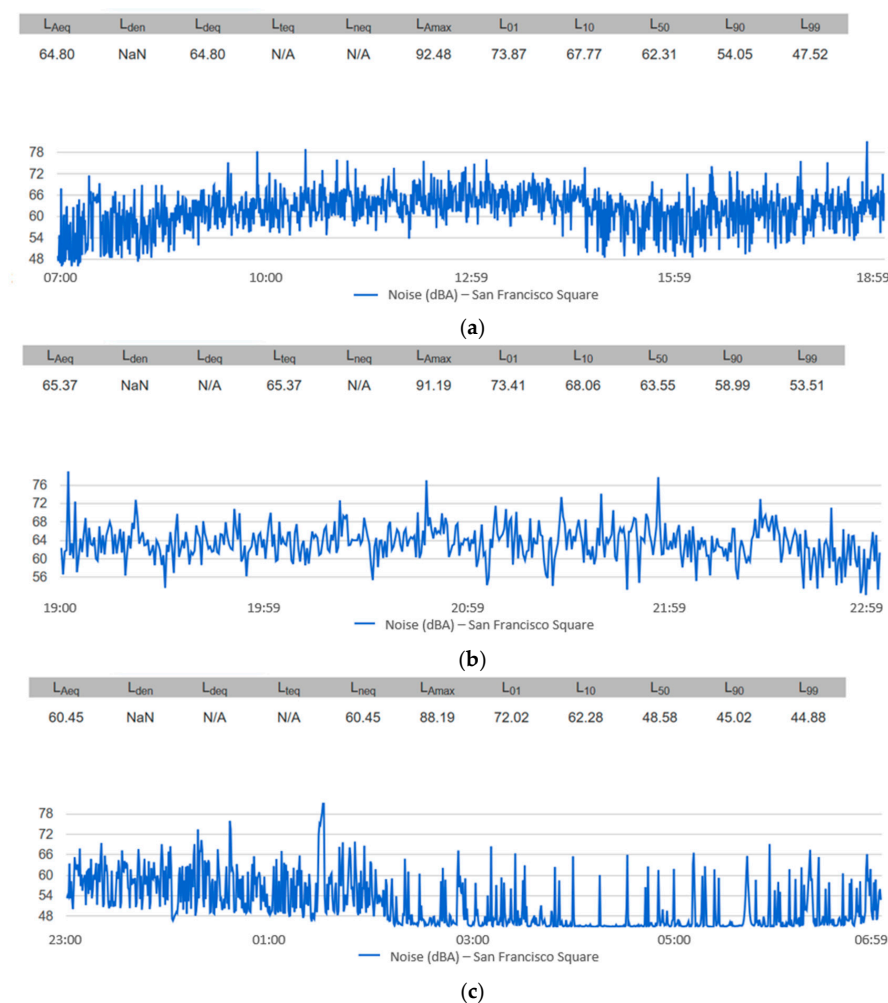 LAeq Lden Ldeq Lteq Lneq LAmax L01 L10 L50 L90 L99
64.80 NaN 64.80 N/A N/A 92.48 73.87 67.77 62.31 54.05 47.52
78
72
66
60
54
48
07:00 10:00 12:59 15:59 18:59
Noise (dBA) – San Francisco Square
(a)
LAeq Lden Ldeq Lteq Lneq LAmax L01 L10 L50 L90 L99
65.37 NaN N/A 65.37 N/A 91.19 73.41 68.06 63.55 58.99 53.51
76
72
68
64
60
56
19:00 19:59 20:59 21:59 22:59
Noise (dBA) – San Francisco Square
(b)
LAeq Lden Ldeq Lteq Lneq LAmax L01 L10 L50 L90 L99
60.45 NaN N/A N/A 60.45 88.19 72.02 62.28 48.58 45.02 44.88
78
72
66
60
54
48
23:00 01:00 03:00 05:00 06:59
Noise (dBA) – San Francisco Square
(c)